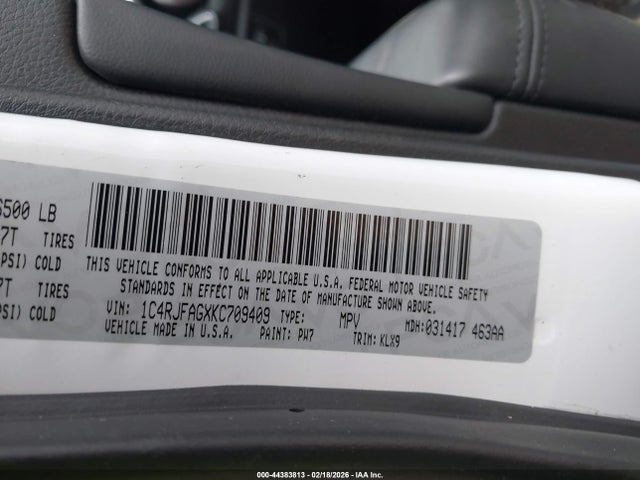 6500 LB
7T TIRES
PSI) COLD
7T TIRES
PSI) COLD
THIS VEHICLE CONFORMS TO ALL APPLICABLE U.S.A. FEDERAL MOTOR VEHICLE SAFETY
STANDARDS IN EFFECT ON THE DATE OF MANUFACTURE SHOWN ABOVE.
VIN: 1C4RJFAGXKC709409 TYPE: MPV MDH:031417 463AA
VEHICLE MADE IN U.S.A. PAINT: PW7 TRIM: KLX9
000-44383813 - 02/18/2026 - IAA Inc.